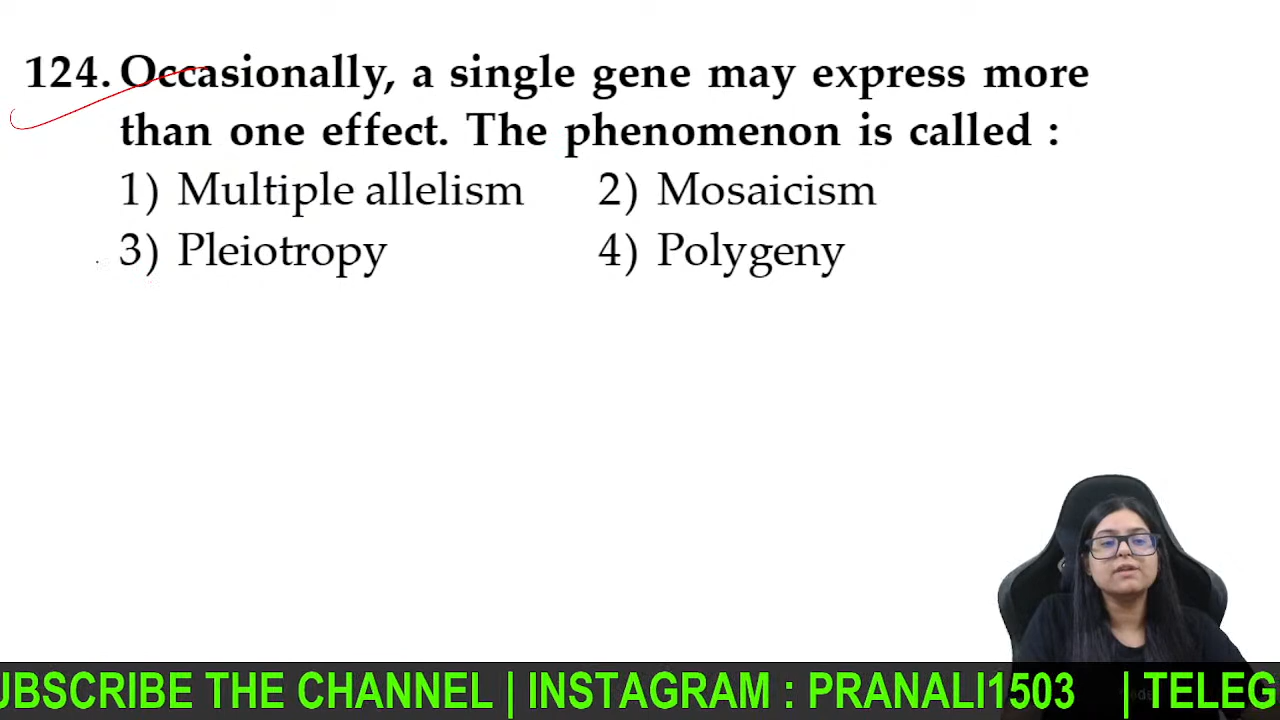 124. Occasionally, a single gene may express more
than one effect. The phenomenon is called :
1) Multiple allelism 2) Mosaicism
3) Pleiotropy 4) Polygeny
UBSCRIBE THE CHANNEL | INSTAGRAM : PRANALI1503 | TELEG